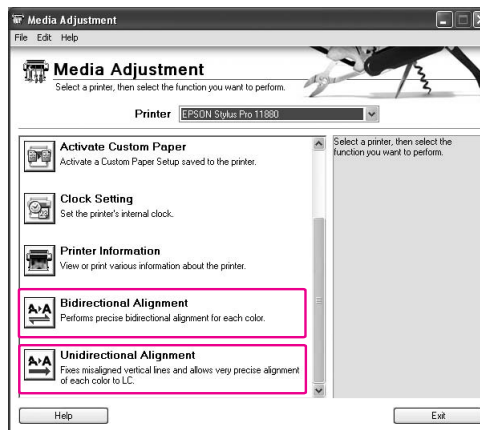 Media Adjustment
File Edit Help
Media Adjustment
Select a printer, then select the function you want to perform.
Printer EPSON Stylus Pro 11880
Activate Custom Paper
Activate a Custom Paper Setup saved to the printer.
Clock Setting
Set the printer's internal clock.
Printer Information
View or print various information about the printer.
Bidirectional Alignment
Performs precise bidirectional alignment for each color.
Unidirectional Alignment
Fixes misaligned vertical lines and allows very precise alignment
of each color to LC.
Select a printer, then select the
function you want to perform.
Help
Exit